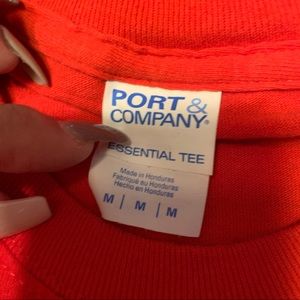 PORT &
COMPANY®
ESSENTIAL TEE
Made in Honduras
Fabriqué au Honduras
Hecho en Honduras
M | M | M